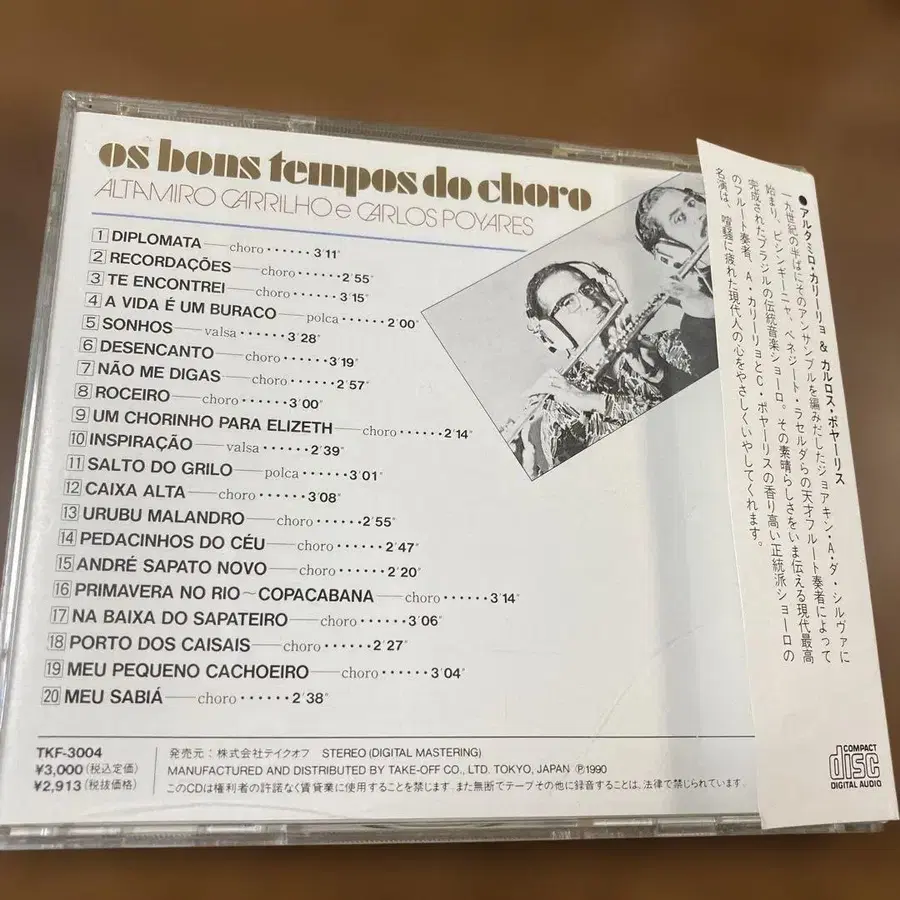 os bons tempos do choro
ALTAMIRO CARRILHO e CARLOS POYARES
1 DIPLOMATA—choro······3'11"
2 RECORDAÇÕES—choro······2'55"
3 TE ENCONTREI—choro······3'15"
4 A VIDA É UM BURACO—polca······2'00"
5 SONHOS—valsa······3'28"
6 DESENCANTO—choro······3'19"
7 NÃO ME DIGAS—choro······2'57"
8 ROCEIRO—choro······3'00"
9 UM CHORINHO PARA ELIZETH—choro······2'14"
10 INSPIRAÇÃO—valsa······2'39"
11 SALTO DO GRILO—polca······3'01"
12 CAIXA ALTA—choro······3'08"
13 URUBU MALANDRO—choro······2'55"
14 PEDACINHOS DO CÉU—choro······2'47"
15 ANDRÉ SAPATO NOVO—choro······2'20"
16 PRIMAVERA NO RIO~COPACABANA—choro······3'14"
17 NA BAIXA DO SAPATEIRO—choro······3'06"
18 PORTO DOS CAISAIS—choro······2'27"
19 MEU PEQUENO CACHOEIRO—choro······3'04"
20 MEU SABIÁ—choro······2'38"
TKF-3004
¥3,000(税込定価)
¥2,913(税抜価格)
発売元：株式会社テイクオフ STEREO (DIGITAL MASTERING)
MANUFACTURED AND DISTRIBUTED BY TAKE-OFF CO., LTD. TOKYO, JAPAN Ⓟ1990
このCDは権利者の許諾なく賃貸業に使用することを禁じます。また無断でテープその他に録音することは、法律で禁じられています。
●アルタミロ・カリーリョ & カルロス・ポヤーリス
一九世紀の半ばにそのアンサンブルを編みだしたジョアキン・A・ダ・シルヴァに
始まり、ピシンギーニャ、ベネジート・ラセルダらの天才フルート奏者によって
完成されたブラジルの伝統音楽ショーロ。その素晴らしさをいま伝える現代最高
のフルート奏者、A・カリーリョとC・ポヤーリスの香り高い正統派ショーロの
名演は、喧騒に疲れた現代人の心をやさしくいやしてくれます。
COMPACT
disc
DIGITAL AUDIO